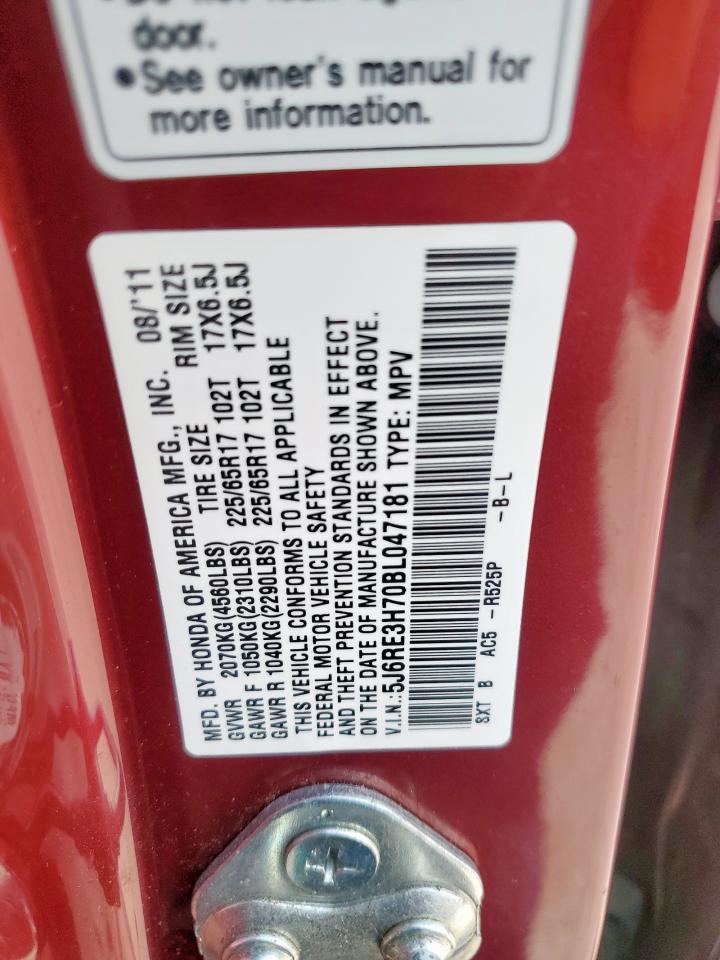 door.
•See owner's manual for
more information.
MFD. BY HONDA OF AMERICA MFG., INC. 08/'11
TIRE SIZE RIM SIZE
GVWR 2070KG(4560LBS)
GAWR F 1050KG(2310LBS) 225/65R17 102T 17X6.5J
GAWR R 1040KG(2290LBS) 225/65R17 102T 17X6.5J
THIS VEHICLE CONFORMS TO ALL APPLICABLE
FEDERAL MOTOR VEHICLE SAFETY
AND THEFT PREVENTION STANDARDS IN EFFECT
ON THE DATE OF MANUFACTURE SHOWN ABOVE.
V.I.N.:5J6RE3H70BL047181 TYPE: MPV
SXT B AC5 -R525P -B-L